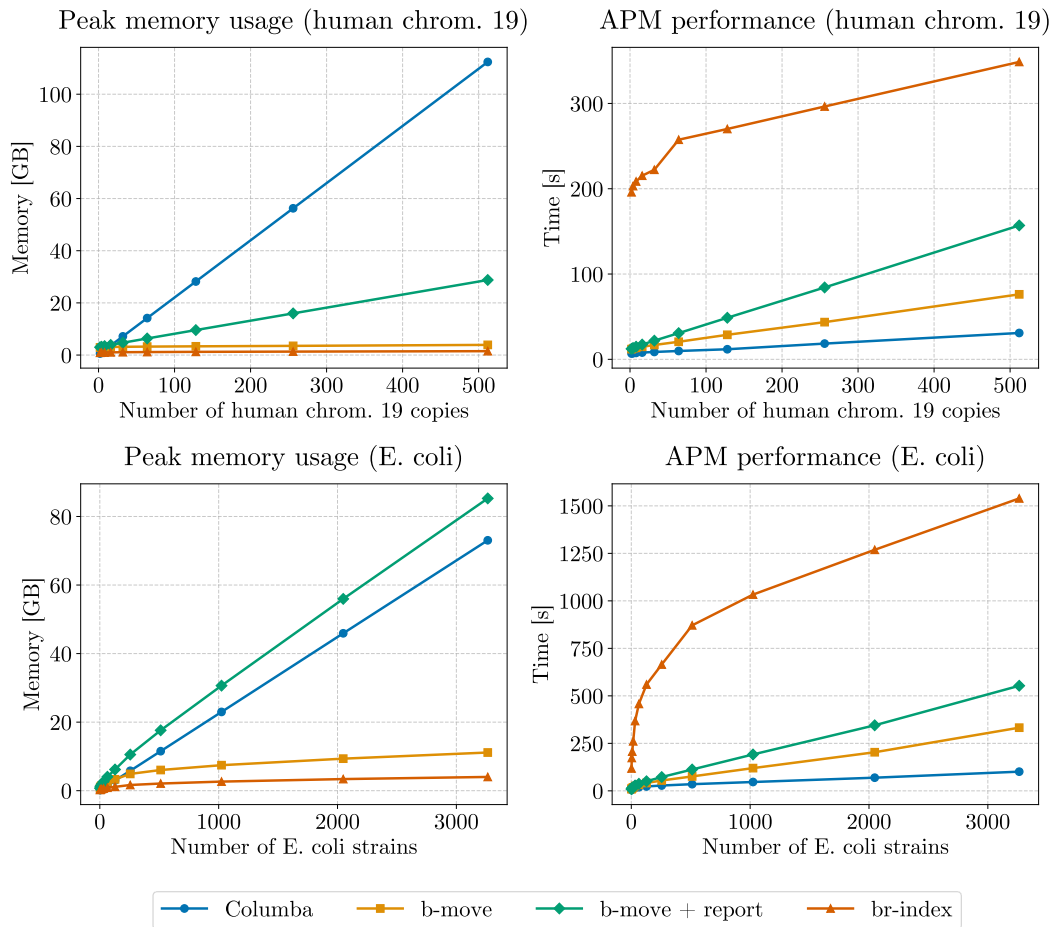 Peak memory usage (human chrom. 19)
APM performance (human chrom. 19)
Memory [GB]
100
80
60
40
20
0
0 100 200 300 400 500
Number of human chrom. 19 copies
Time [s]
300
200
100
0
0 100 200 300 400 500
Number of human chrom. 19 copies
Peak memory usage (E. coli)
APM performance (E. coli)
Memory [GB]
80
60
40
20
0
0 1000 2000 3000
Number of E. coli strains
Time [s]
1500
1250
1000
750
500
250
0
0 1000 2000 3000
Number of E. coli strains
Columba b-move b-move + report br-index